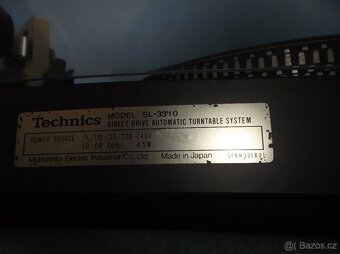 Technics MODEL SL-3310
DIRECT DRIVE AUTOMATIC TURNTABLE SYSTEM
POWER SOURCE ∿ 110-120/220-240V
50 OR 60Hz 4.5W
Matsushita Electric Industrial Co., Ltd. Made in Japan
Bazos.cz